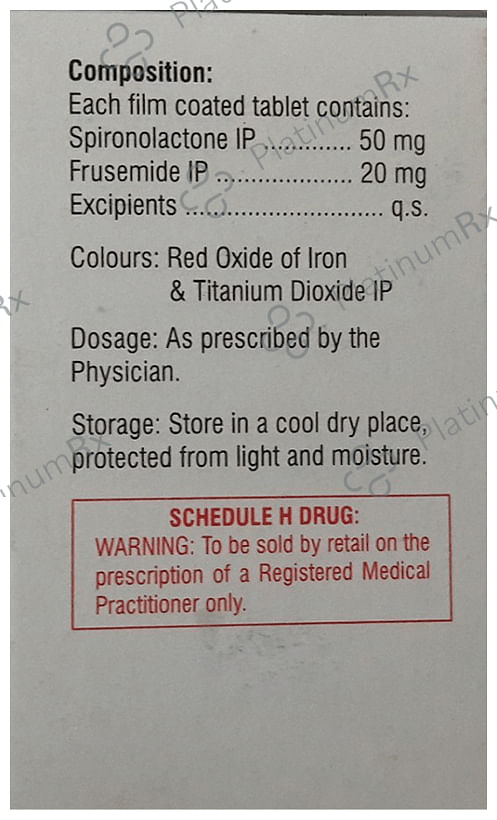 Composition:
Each film coated tablet contains:
Spironolactone IP ............. 50 mg
Frusemide IP .................... 20 mg
Excipients ............................. q.s.
Colours: Red Oxide of Iron
& Titanium Dioxide IP
Dosage: As prescribed by the
Physician.
Storage: Store in a cool dry place,
protected from light and moisture.
SCHEDULE H DRUG:
WARNING: To be sold by retail on the
prescription of a Registered Medical
Practitioner only.
PlatinumRx
PlatinumRx